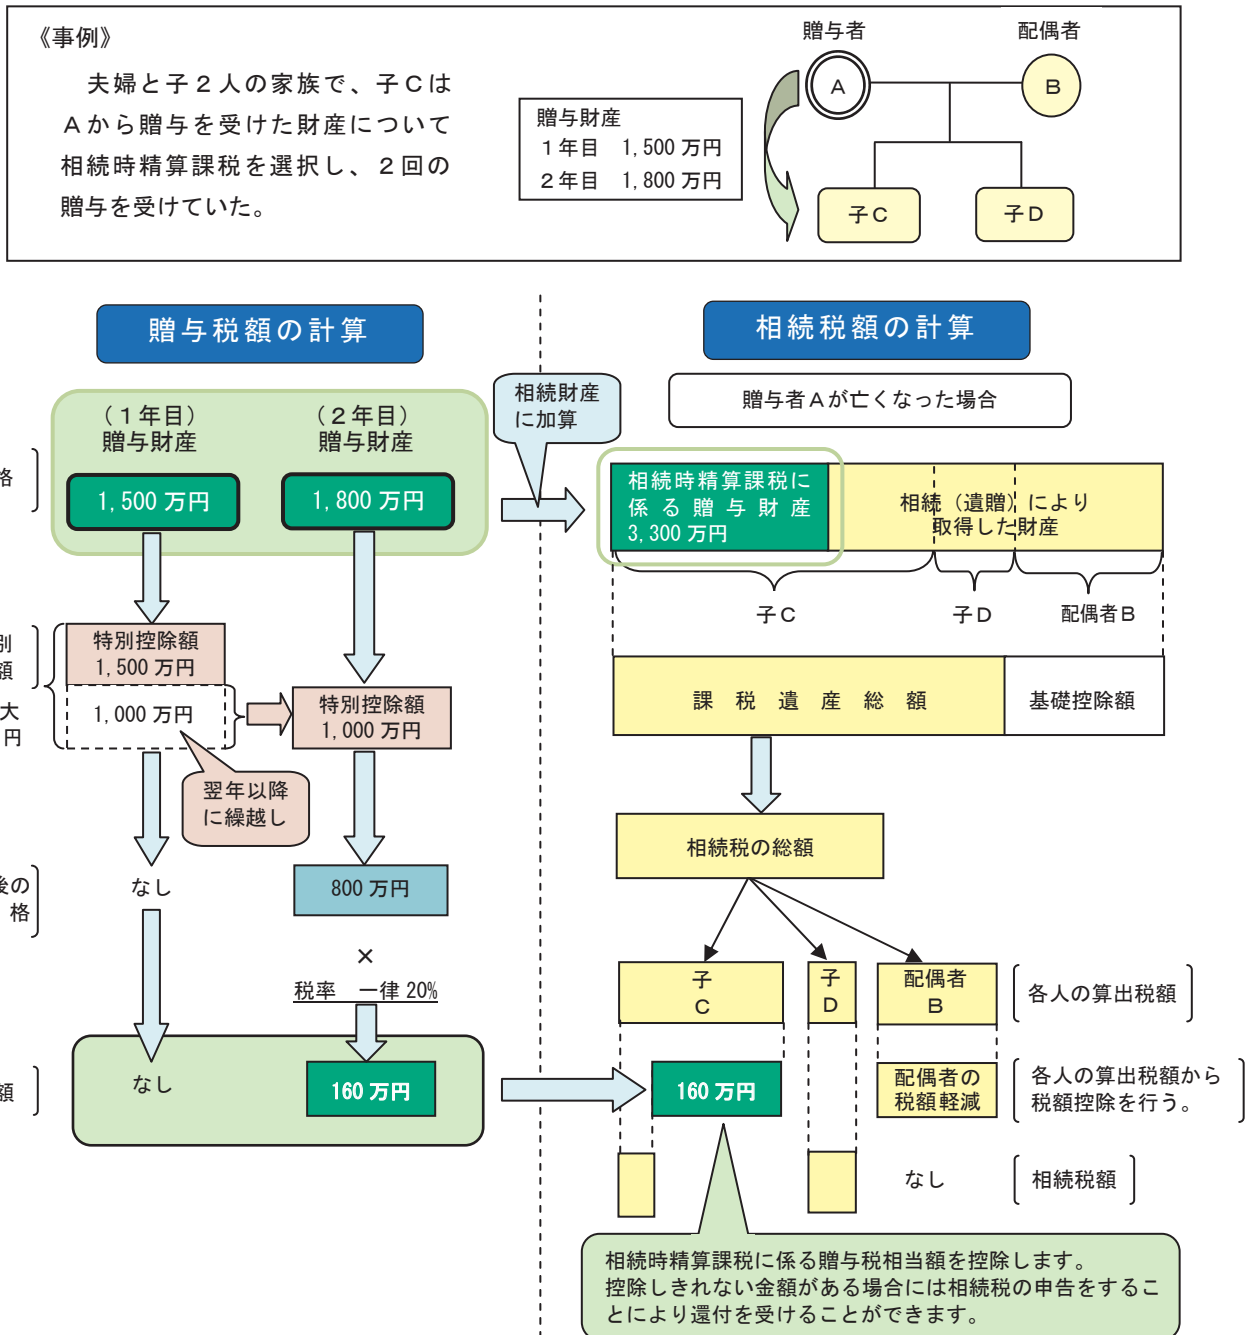 《事例》
夫婦と子２人の家族で、子Ｃは
Ａから贈与を受けた財産について
相続時精算課税を選択し、２回の
贈与を受けていた。
贈与財産
１年目　1,500 万円
２年目　1,800 万円
贈与者
配偶者
Ａ
Ｂ
子Ｃ
子Ｄ
贈与税額の計算
（１年目）
贈与財産
（２年目）
贈与財産
格
1,500 万円
1,800 万円
別
額
大
円
特別控除額
1,500 万円
1,000 万円
特別控除額
1,000 万円
翌年以降
に繰越し
後の
格
なし
800 万円
×
税率　一律 20%
額
なし
160 万円
相続財産
に加算
相続税額の計算
贈与者Ａが亡くなった場合
相続時精算課税に
係る贈与財産
3,300 万円
相続（遺贈）により
取得した財産
子Ｃ
子Ｄ
配偶者Ｂ
課税遺産総額
基礎控除額
相続税の総額
子
Ｃ
子
Ｄ
配偶者
Ｂ
各人の算出税額
160 万円
配偶者の
税額軽減
各人の算出税額から
税額控除を行う。
なし
相続税額
相続時精算課税に係る贈与税相当額を控除します。
控除しきれない金額がある場合には相続税の申告をするこ
とにより還付を受けることができます。